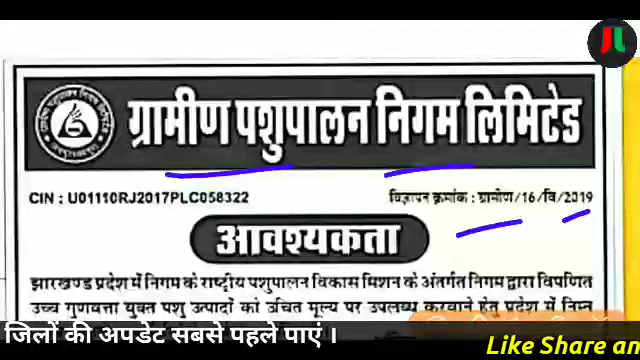 JL
ग्रामीण पशुपालन निगम लिमिटेड
CIN : U01110RJ2017PLC058322
विज्ञापन क्रमांक : ग्रामीण/16/वि/2019
आवश्यकता
झारखण्ड प्रदेश में निगम के राष्ट्रीय पशुपालन विकास मिशन के अंतर्गत निगम द्वारा विपणित
उच्च गुणवत्ता युक्त पशु उत्पादों को उचित मूल्य पर उपलब्ध करवाने हेतु प्रदेश में निम्न
जिलों की अपडेट सबसे पहले पाएं ।
Like Share an